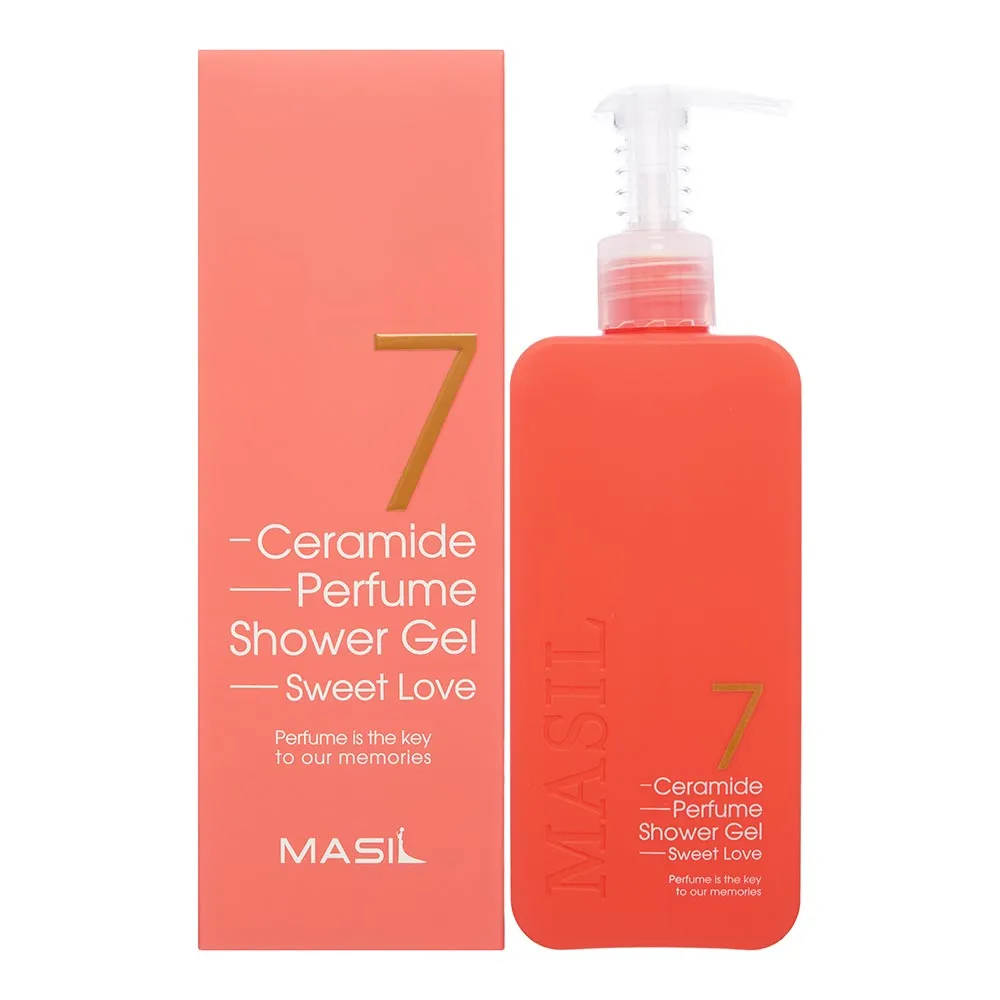 7
Ceramide
Perfume
Shower Gel
Sweet Love
Perfume is the key
to our memories
MASIL
MASIL
7
Ceramide
Perfume
Shower Gel
Sweet Love
Perfume is the key
to our memories